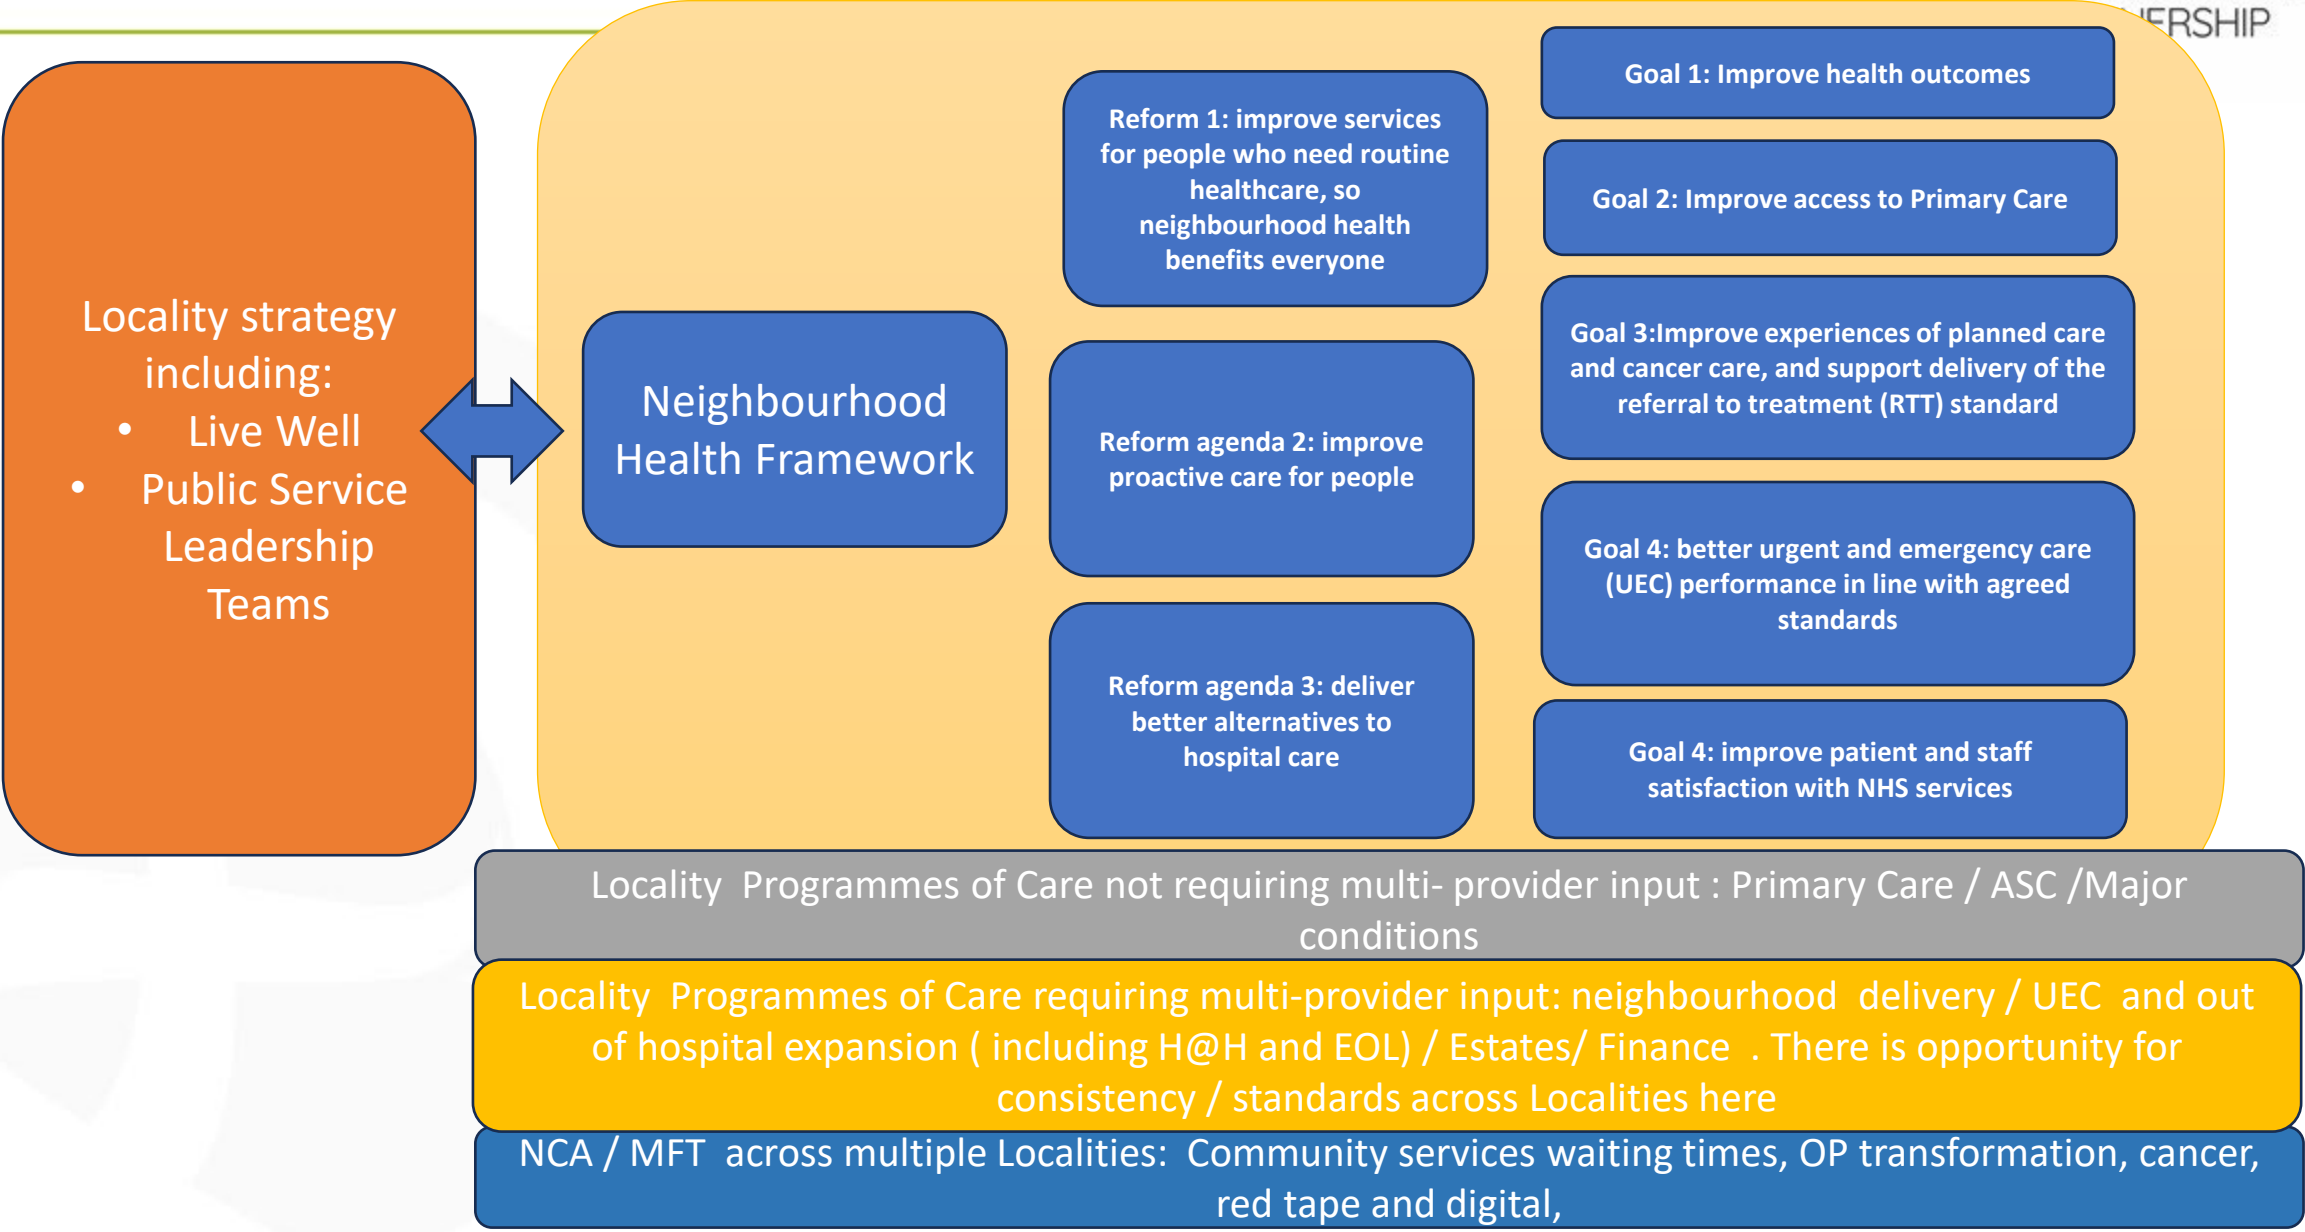 Locality strategy
including:
• Live Well
• Public Service
Leadership
Teams
Neighbourhood
Health Framework
Reform 1: improve services
for people who need routine
healthcare, so
neighbourhood health
benefits everyone
Reform agenda 2: improve
proactive care for people
Reform agenda 3: deliver
better alternatives to
hospital care
Goal 1: Improve health outcomes
Goal 2: Improve access to Primary Care
Goal 3:Improve experiences of planned care
and cancer care, and support delivery of the
referral to treatment (RTT) standard
Goal 4: better urgent and emergency care
(UEC) performance in line with agreed
standards
Goal 4: improve patient and staff
satisfaction with NHS services
Locality Programmes of Care not requiring multi- provider input : Primary Care / ASC /Major
conditions
Locality Programmes of Care requiring multi-provider input: neighbourhood delivery / UEC and out
of hospital expansion ( including H@H and EOL) / Estates/ Finance . There is opportunity for
consistency / standards across Localities here
NCA / MFT across multiple Localities: Community services waiting times, OP transformation, cancer,
red tape and digital,